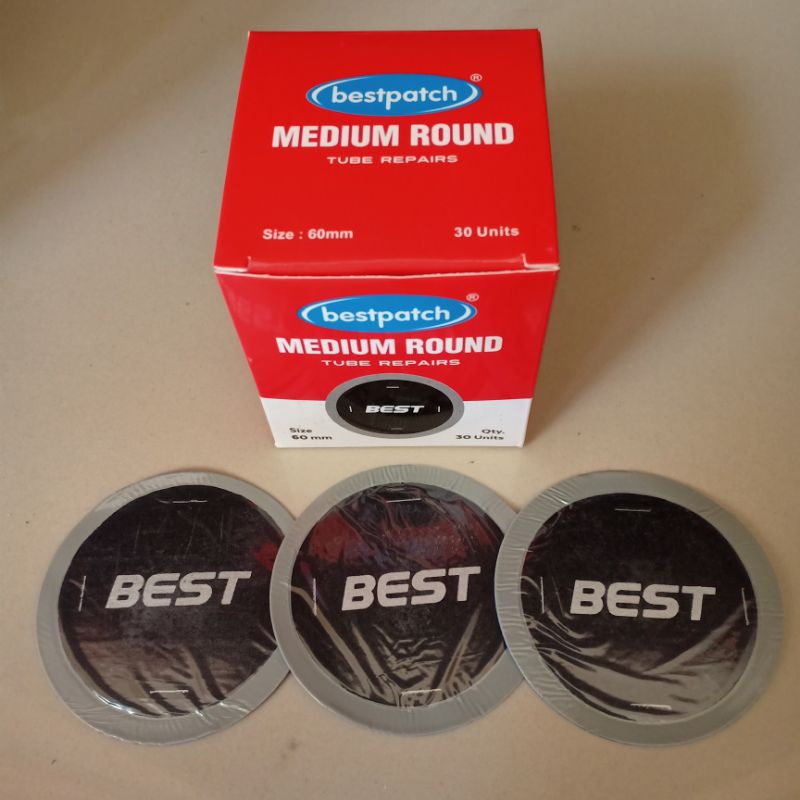 bestpatch®
MEDIUM ROUND
TUBE REPAIRS
Size : 60mm
30 Units
bestpatch®
MEDIUM ROUND
TUBE REPAIRS
BEST
Size
60 mm
Qty.
30 Units
BEST
BEST
BEST